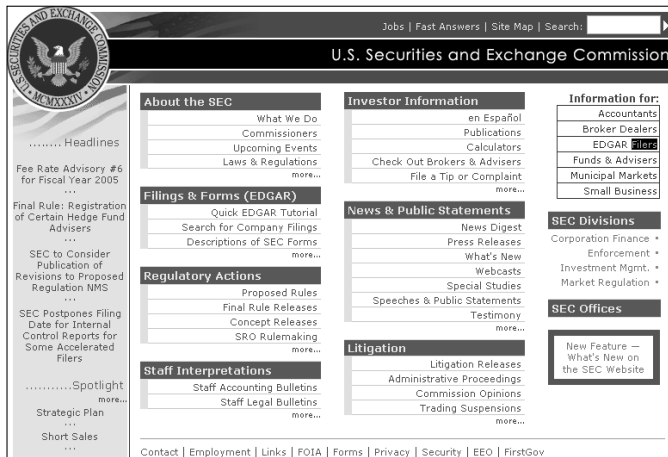 Jobs | Fast Answers | Site Map | Search:
U.S. Securities and Exchange Commission
U.S. SECURITIES AND EXCHANGE COMMISSION
MCMXXXIV
........ Headlines
Fee Rate Advisory #6
for Fiscal Year 2005
...
Final Rule: Registration
of Certain Hedge Fund
Advisers
...
SEC to Consider
Publication of
Revisions to Proposed
Regulation NMS
...
SEC Postpones Filing
Date for Internal
Control Reports for
Some Accelerated
Filers
..........Spotlight
more...
Strategic Plan
...
Short Sales
...
About the SEC
What We Do
Commissioners
Upcoming Events
Laws & Regulations
more...
Filings & Forms (EDGAR)
Quick EDGAR Tutorial
Search for Company Filings
Descriptions of SEC Forms
more...
Regulatory Actions
Proposed Rules
Final Rule Releases
Concept Releases
SRO Rulemaking
more...
Staff Interpretations
Staff Accounting Bulletins
Staff Legal Bulletins
more...
Investor Information
en Español
Publications
Calculators
Check Out Brokers & Advisers
File a Tip or Complaint
more...
News & Public Statements
News Digest
Press Releases
What's New
Webcasts
Special Studies
Speeches & Public Statements
Testimony
more...
Litigation
Litigation Releases
Administrative Proceedings
Commission Opinions
Trading Suspensions
more...
Information for:
Accountants
Broker Dealers
EDGAR Filers
Funds & Advisers
Municipal Markets
Small Business
SEC Divisions
Corporation Finance
Enforcement
Investment Mgmt.
Market Regulation
SEC Offices
New Feature —
What's New on
the SEC Website
Contact | Employment | Links | FOIA | Forms | Privacy | Security | EEO | FirstGov